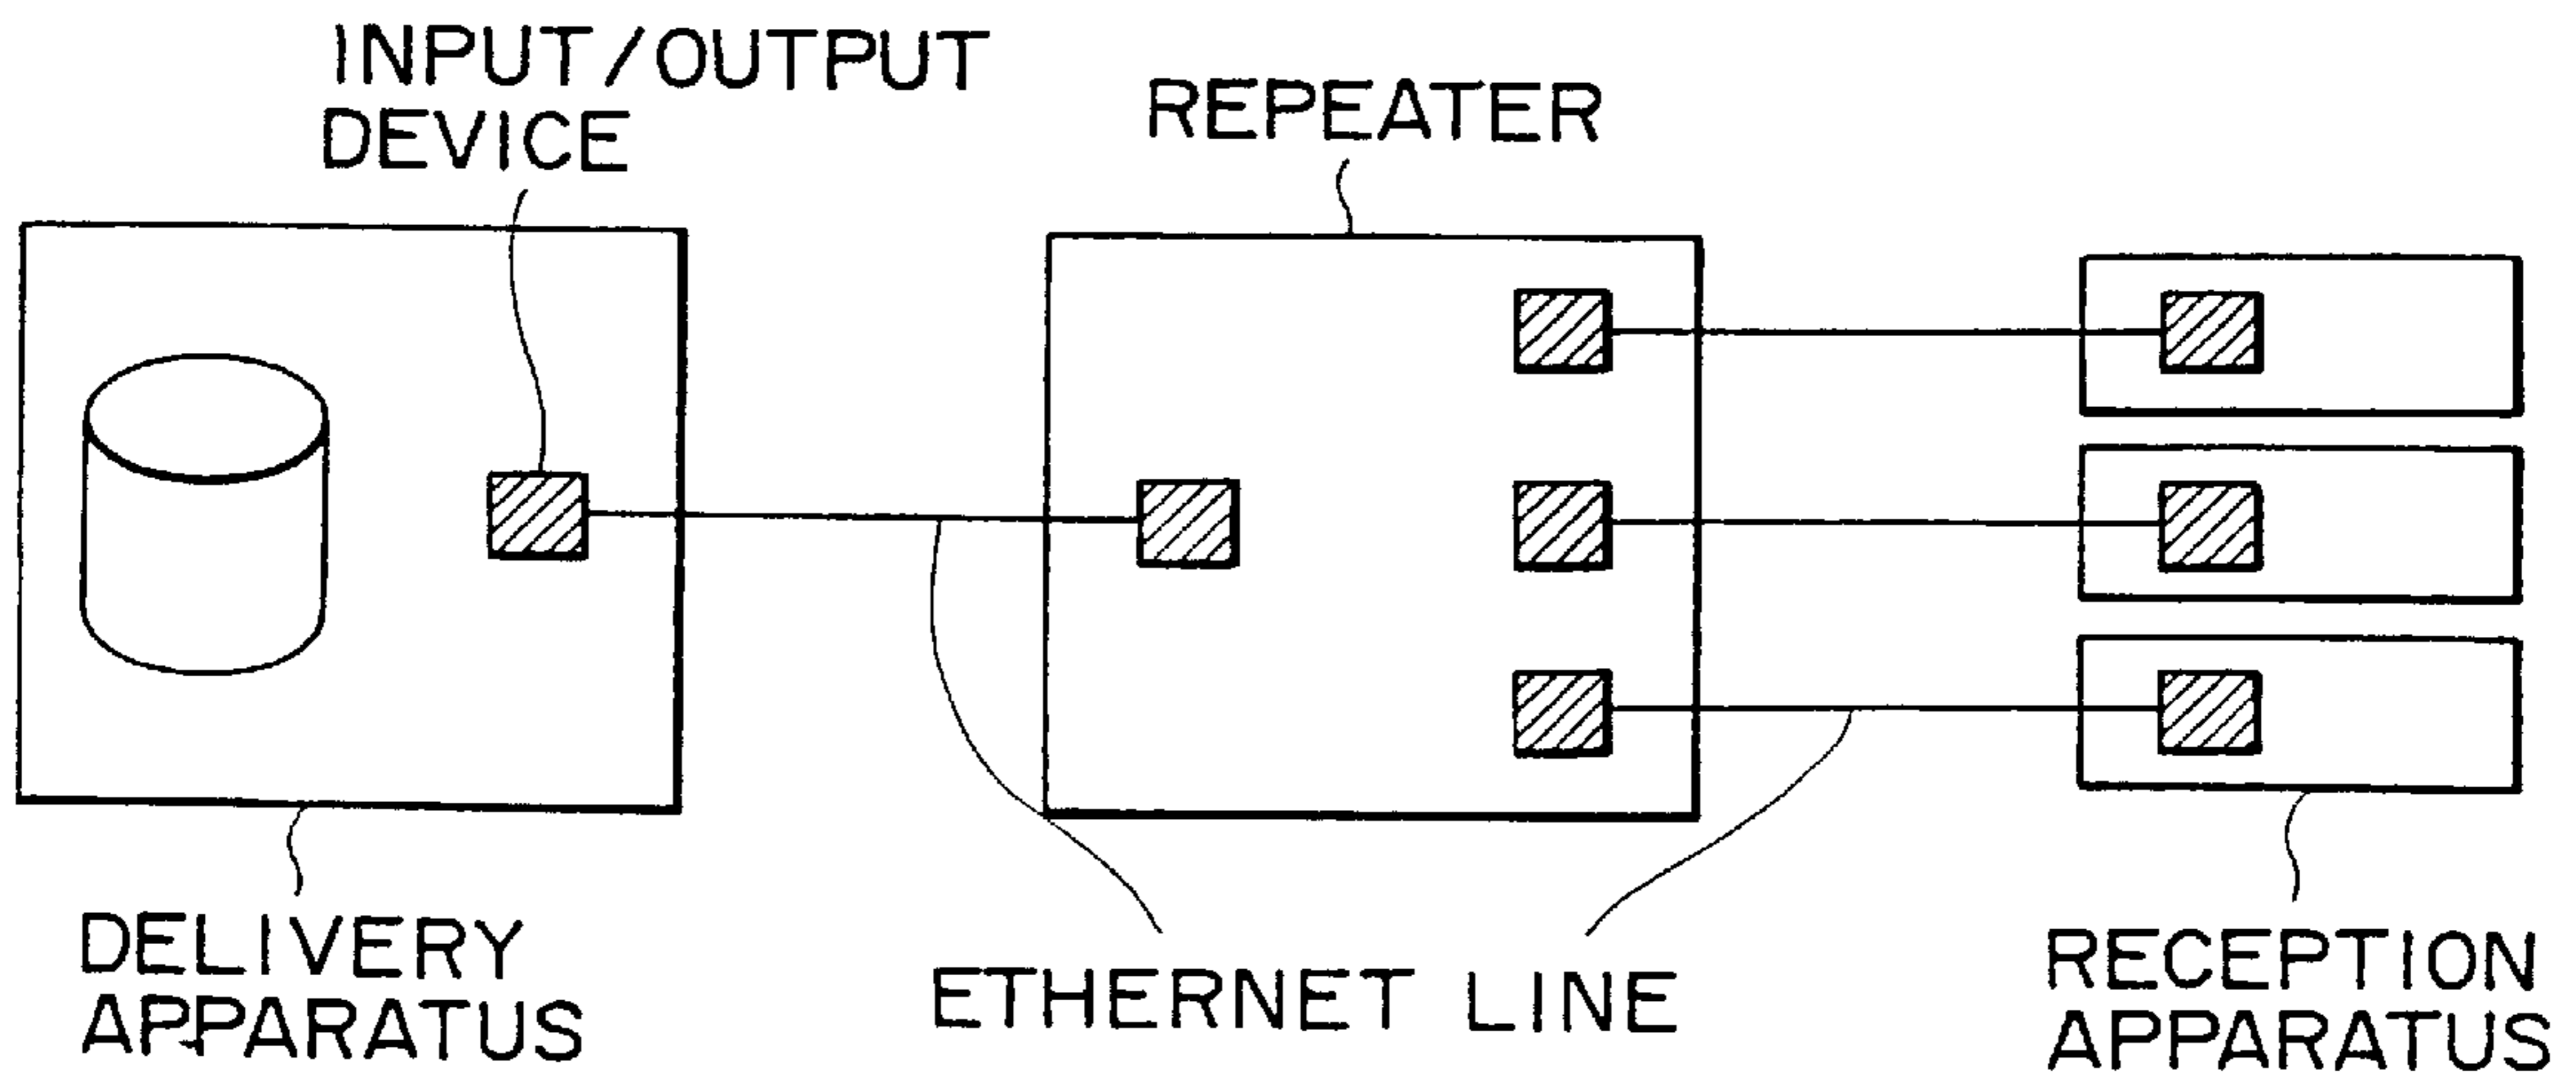 INPUT/OUTPUT
DEVICE
REPEATER
DELIVERY
APPARATUS
ETHERNET LINE
RECEPTION
APPARATUS